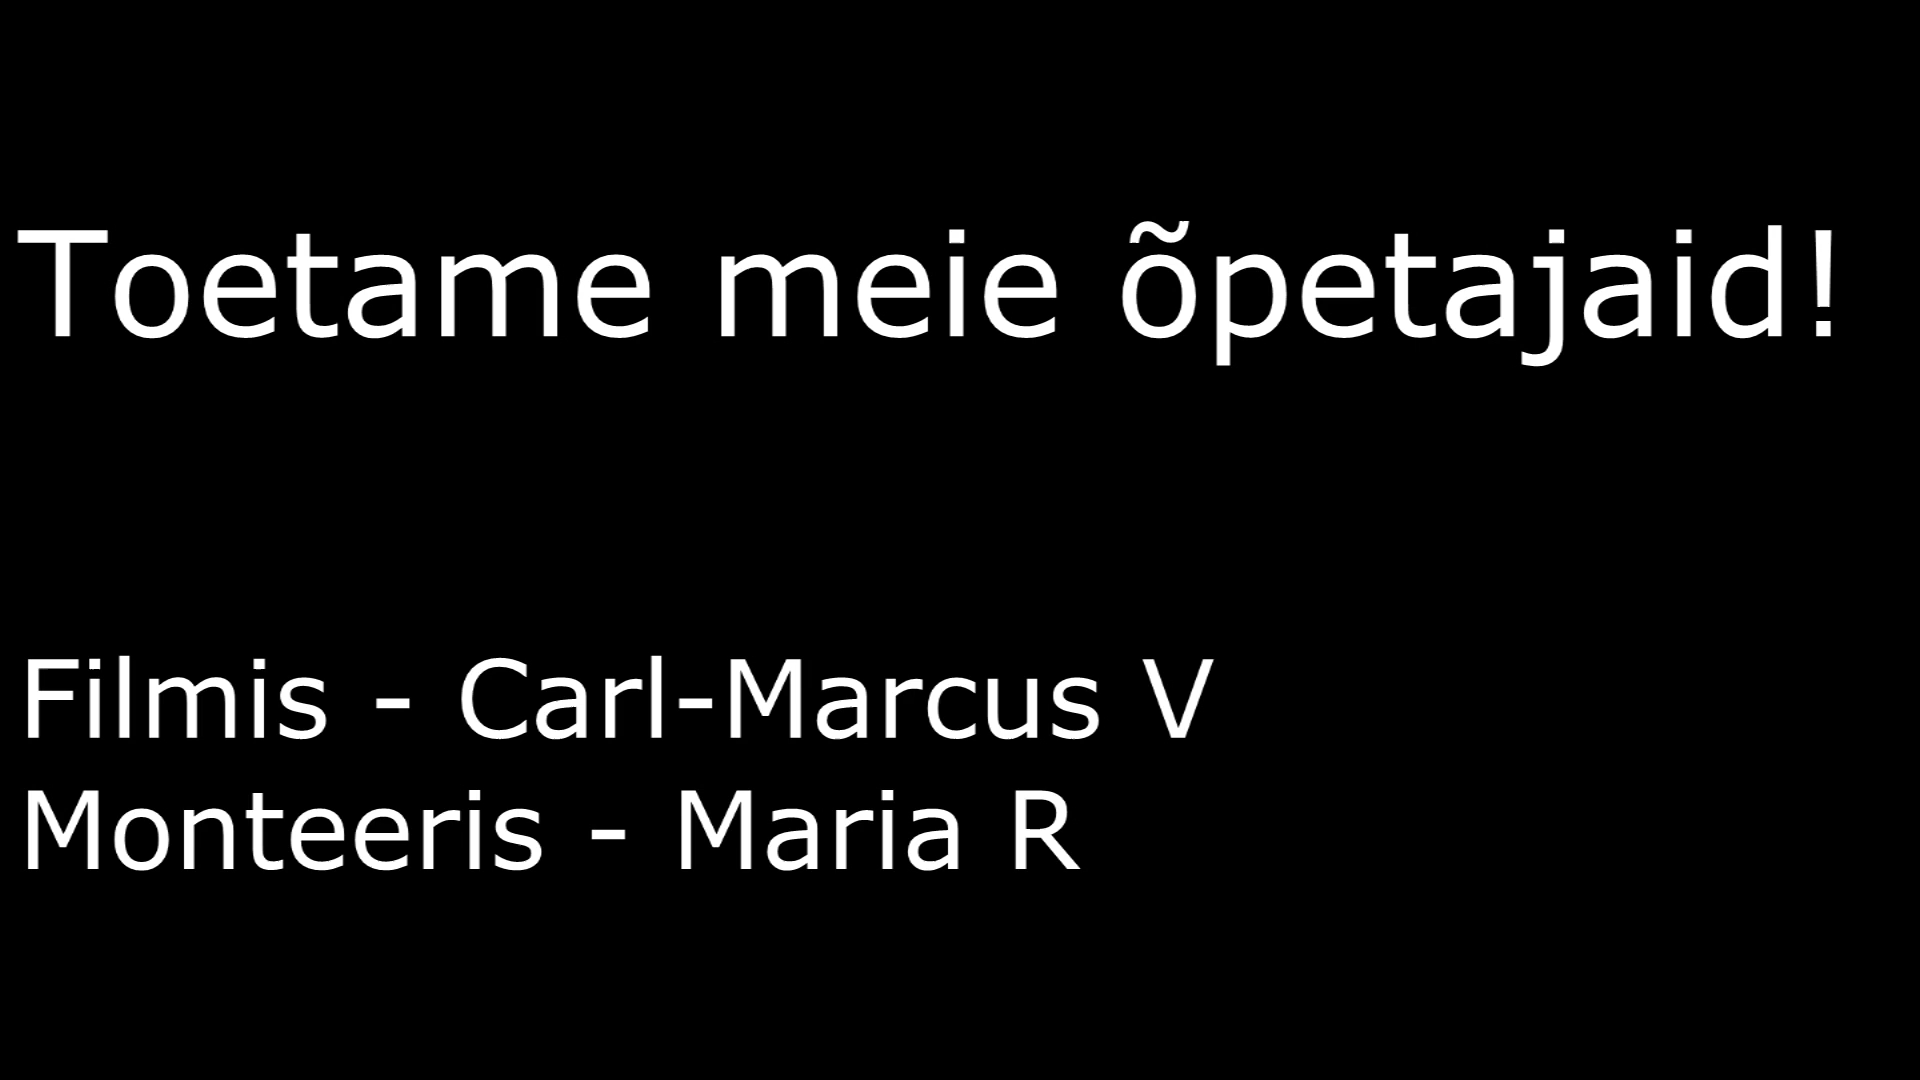 Toetame meie õpetajaid!
Filmis - Carl-Marcus V
Monteeris - Maria R